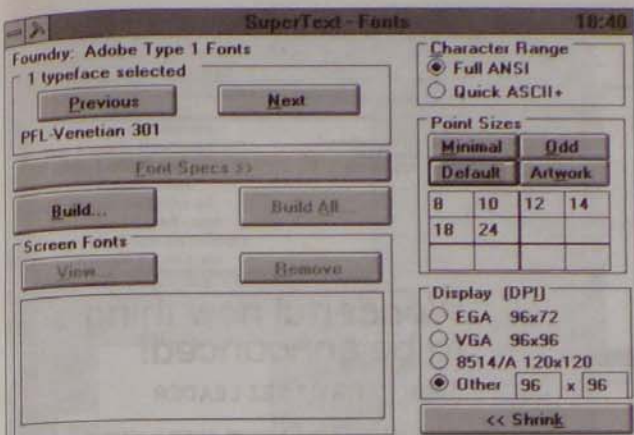 SuperText - Fonts 18:40
Foundry: Adobe Type 1 Fonts
1 typeface selected
Previous Next
PFL-Venetian 301
Font Specs >>
Build... Build All...
Screen Fonts
View... Remove
Character Range
Full ANSI
Quick ASCII+
Point Sizes
Minimal Odd
Default Artwork
8 10 12 14
18 24
Display (DPI)
EGA 96x72
VGA 96x96
8514/A 120x120
Other 96 x 96
<< Shrink